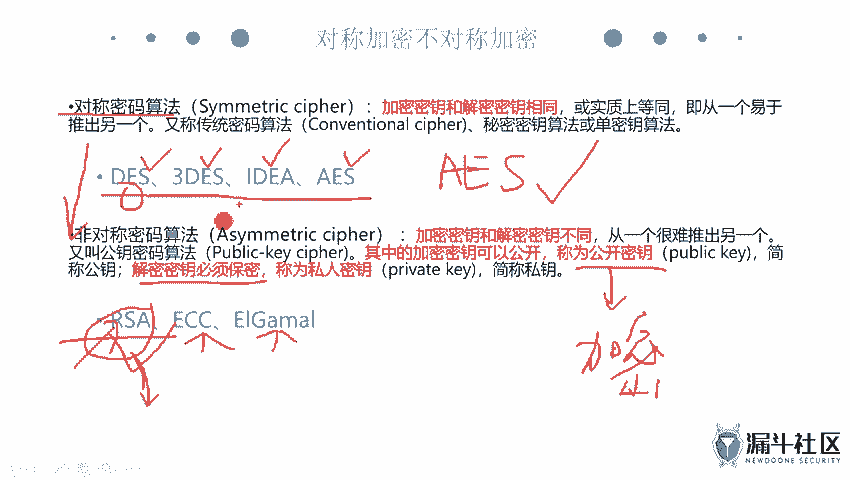 对称加密不对称加密
•对称密码算法（Symmetric cipher）：加密密钥和解密密钥相同，或实质上等同，即从一个易于
推出另一个。又称传统密码算法（Conventional cipher)、秘密密钥算法或单密钥算法。
• DES、3DES、IDEA、AES
AES
•非对称密码算法（Asymmetric cipher） ：加密密钥和解密密钥不同，从一个很难推出另一个。
又叫公钥密码算法（Public-key cipher)。其中的加密密钥可以公开，称为公开密钥（public key)，简
称公钥；解密密钥必须保密，称为私人密钥（private key)，简称私钥。
• RSA、ECC、ElGamal
加密
漏斗社区
NEWDOONE SECURITY